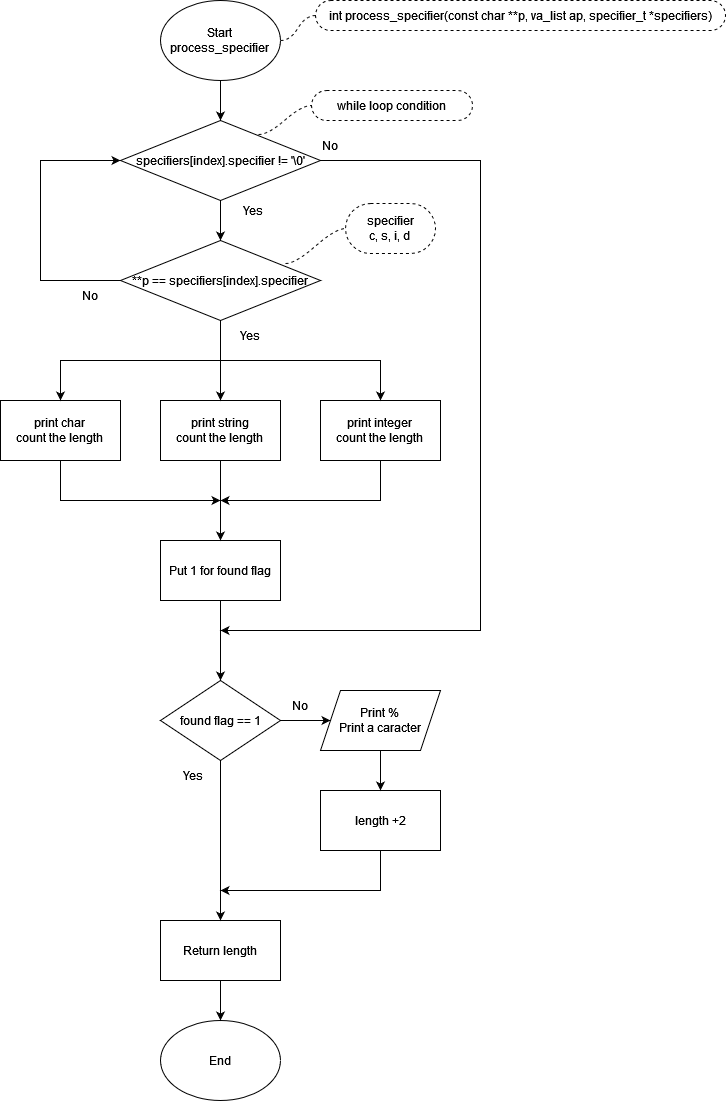 Start
process_specifier
int process_specifier(const char **p, va_list ap, specifier_t *specifiers)
while loop condition
specifiers[index].specifier != '\0'
No
Yes
specifier
c, s, i, d
**p == specifiers[index].specifier
No
Yes
print char
count the length
print string
count the length
print integer
count the length
Put 1 for found flag
found flag == 1
No
Print %
Print a caracter
Yes
length +2
Return length
End